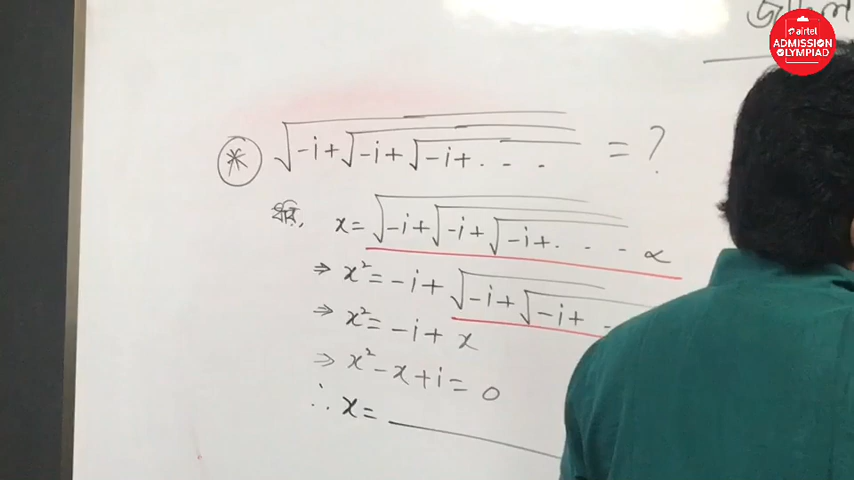 airtel
ADMISSION
OLYMPIAD
* √(-i+√(-i+√(-i+. - - = ?
ধরি, x = √(-i+√(-i+√(-i+. - - ∝
⇒ x² = -i + √(-i+√(-i+ -
⇒ x² = -i + x
⇒ x² - x + i = 0
∴ x =